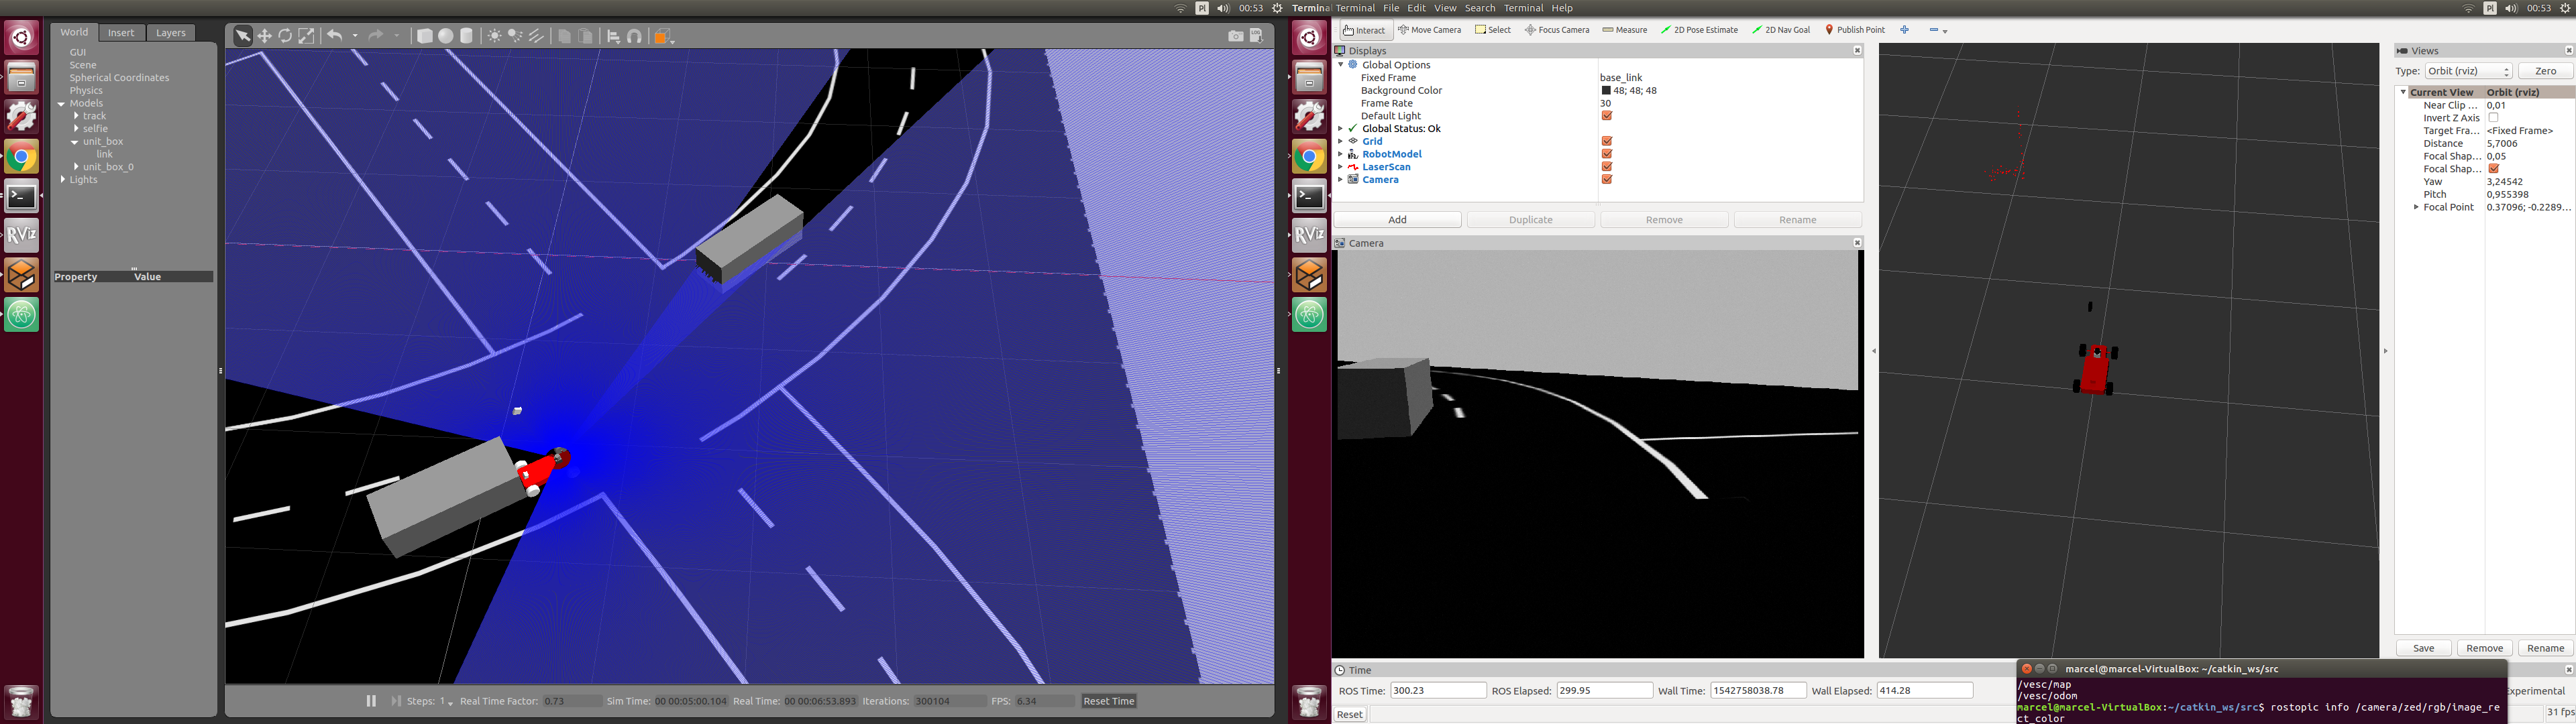 Pl
00:53
Terminal
Terminal File Edit View Search Terminal Help
Pl
00:53
World Insert Layers
GUI
Scene
Spherical Coordinates
Physics
Models
track
selfie
unit_box
link
unit_box_0
Lights
Property Value
RViz
Steps: 1 Real Time Factor: 0.73 Sim Time: 00 00:05:00.104 Real Time: 00 00:06:53.893 Iterations: 300104 FPS: 6.34 Reset Time
RViz
Interact Move Camera Select Focus Camera Measure 2D Pose Estimate 2D Nav Goal Publish Point
Displays
Global Options
Fixed Frame base_link
Background Color 48; 48; 48
Frame Rate 30
Default Light
Global Status: Ok
Grid
RobotModel
LaserScan
Camera
Add Duplicate Remove Rename
Camera
Views
Type: Orbit (rviz) Zero
Current View Orbit (rviz)
Near Clip ... 0,01
Invert Z Axis
Target Fra... <Fixed Frame>
Distance 5,7006
Focal Shap... 0,05
Focal Shap...
Yaw 3,24542
Pitch 0,955398
Focal Point 0.37096; -0.2289...
Save Remove Rename
Time
ROS Time: 300.23 ROS Elapsed: 299.95 Wall Time: 1542758038.78 Wall Elapsed: 414.28
Experimental
Reset
31 fps
marcel@marcel-VirtualBox: ~/catkin_ws/src
/vesc/map
/vesc/odom
marcel@marcel-VirtualBox:~/catkin_ws/src$ rostopic info /camera/zed/rgb/image_re
ct_color